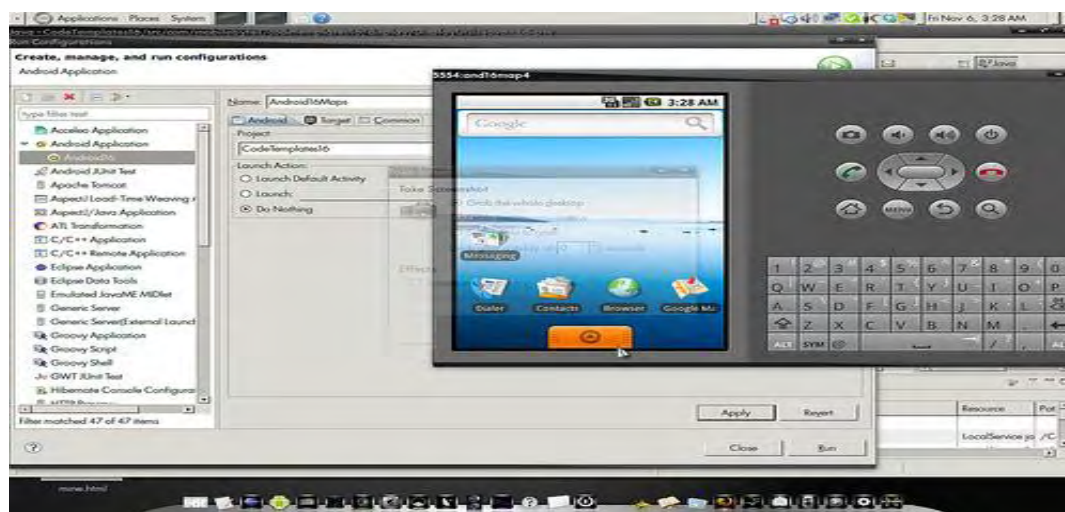 Applications Places System
Fri Nov 6, 3:28 AM
Run Configurations
Create, manage, and run configurations
Android Application
5554:and16map4
type filter text
Acceleo Application
Android Application
Android16
Android JUnit Test
Apache Tomcat
AspectJ Load-Time Weaving
AspectJ/Java Application
ATL Transformation
C/C++ Application
C/C++ Remote Application
Eclipse Application
Eclipse Data Tools
Emulated JavaME MIDlet
Generic Server
Generic Server(External Launch
Groovy Application
Groovy Script
Groovy Shell
Ju GWT JUnit Test
Hibernate Console Configurat
Filter matched 47 of 47 items
Name: Android16Maps
Android Target Common
Project
CodeTemplates16
Launch Action:
Launch Default Activity
Launch:
Do Nothing
Take Screenshot
Grab the whole desktop
Effects
3:28 AM
Google
Messaging
Dialer Contacts Browser Google Ma
MENU
1 2 3 4 5 6 7 8 9 0
Q W E R T Y U I O P
A S D F G H J K L
Z X C V B N M .
ALT SYM @ / ,
Java
Apply Revert
Close Run
Resource Pat
LocalService.ja /C
mine.html